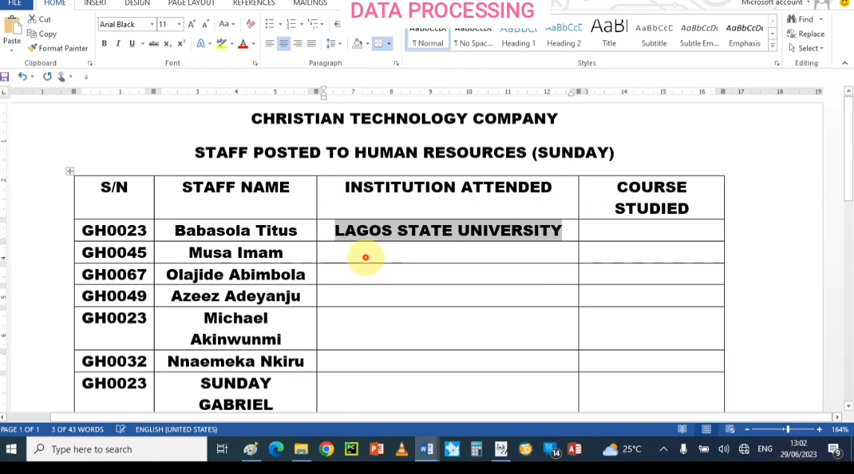 DATA PROCESSING
HOME INSERT DESIGN PAGE LAYOUT REFERENCES MAILINGS Microsoft account
Cut
Copy
Format Painter
Paste
Arial Black 11
Find
Replace
Select
Normal No Spac... Heading 1 Heading 2 Title Subtitle Subtle Em... Emphasis
Clipboard Font Paragraph Styles Editing
CHRISTIAN TECHNOLOGY COMPANY
STAFF POSTED TO HUMAN RESOURCES (SUNDAY)
S/N STAFF NAME INSTITUTION ATTENDED COURSE STUDIED
GH0023 Babasola Titus LAGOS STATE UNIVERSITY
GH0045 Musa Imam
GH0067 Olajide Abimbola
GH0049 Azeez Adeyanju
GH0023 Michael Akinwunmi
GH0032 Nnaemeka Nkiru
GH0023 SUNDAY GABRIEL
PAGE 1 OF 1 3 OF 43 WORDS ENGLISH (UNITED STATES) 164%
Type here to search
25°C ENG 13:02
29/06/2023